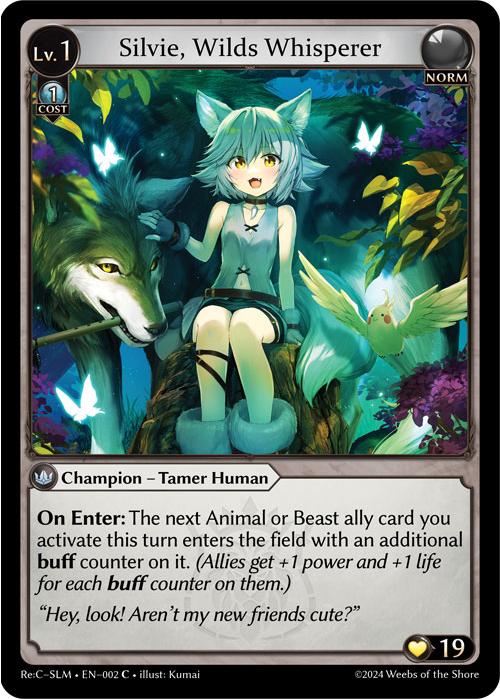 Lv. 1
Silvie, Wilds Whisperer
NORM
1
COST
Champion – Tamer Human
On Enter: The next Animal or Beast ally card you
activate this turn enters the field with an additional
buff counter on it. (Allies get +1 power and +1 life
for each buff counter on them.)
“Hey, look! Aren’t my new friends cute?”
19
Re:C–SLM • EN–002 C • illust: Kumai
©2024 Weebs of the Shore